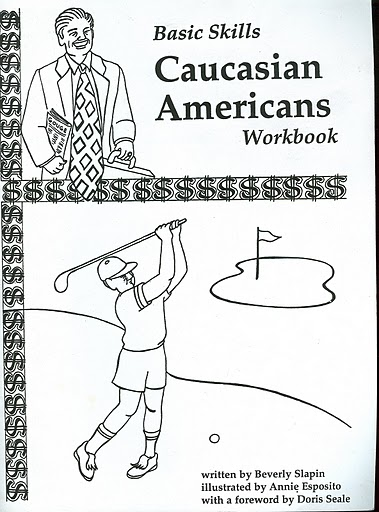 Basic Skills
Caucasian
Americans
Workbook
$$$$$$$$$$$$$$$$
written by Beverly Slapin
illustrated by Annie Esposito
with a foreword by Doris Seale